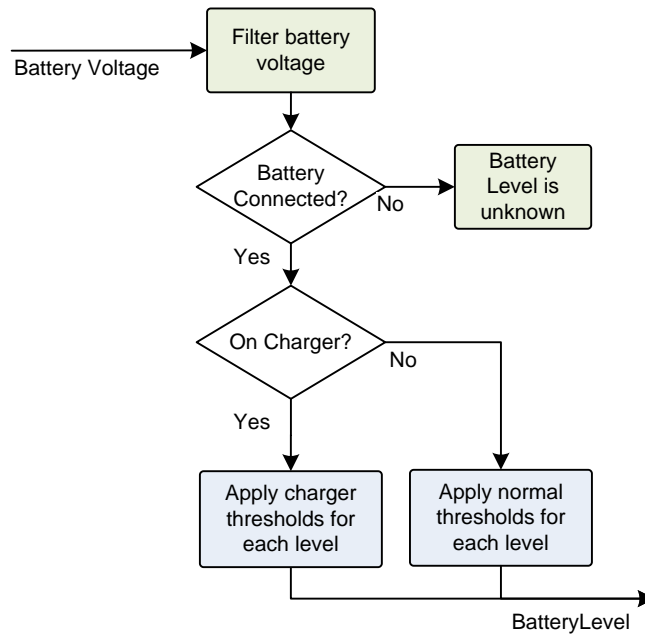 Filter battery
voltage
Battery Voltage
Battery
Connected?
No
Battery
Level is
unknown
Yes
On Charger?
No
Yes
Apply charger
thresholds for
each level
Apply normal
thresholds for
each level
BatteryLevel